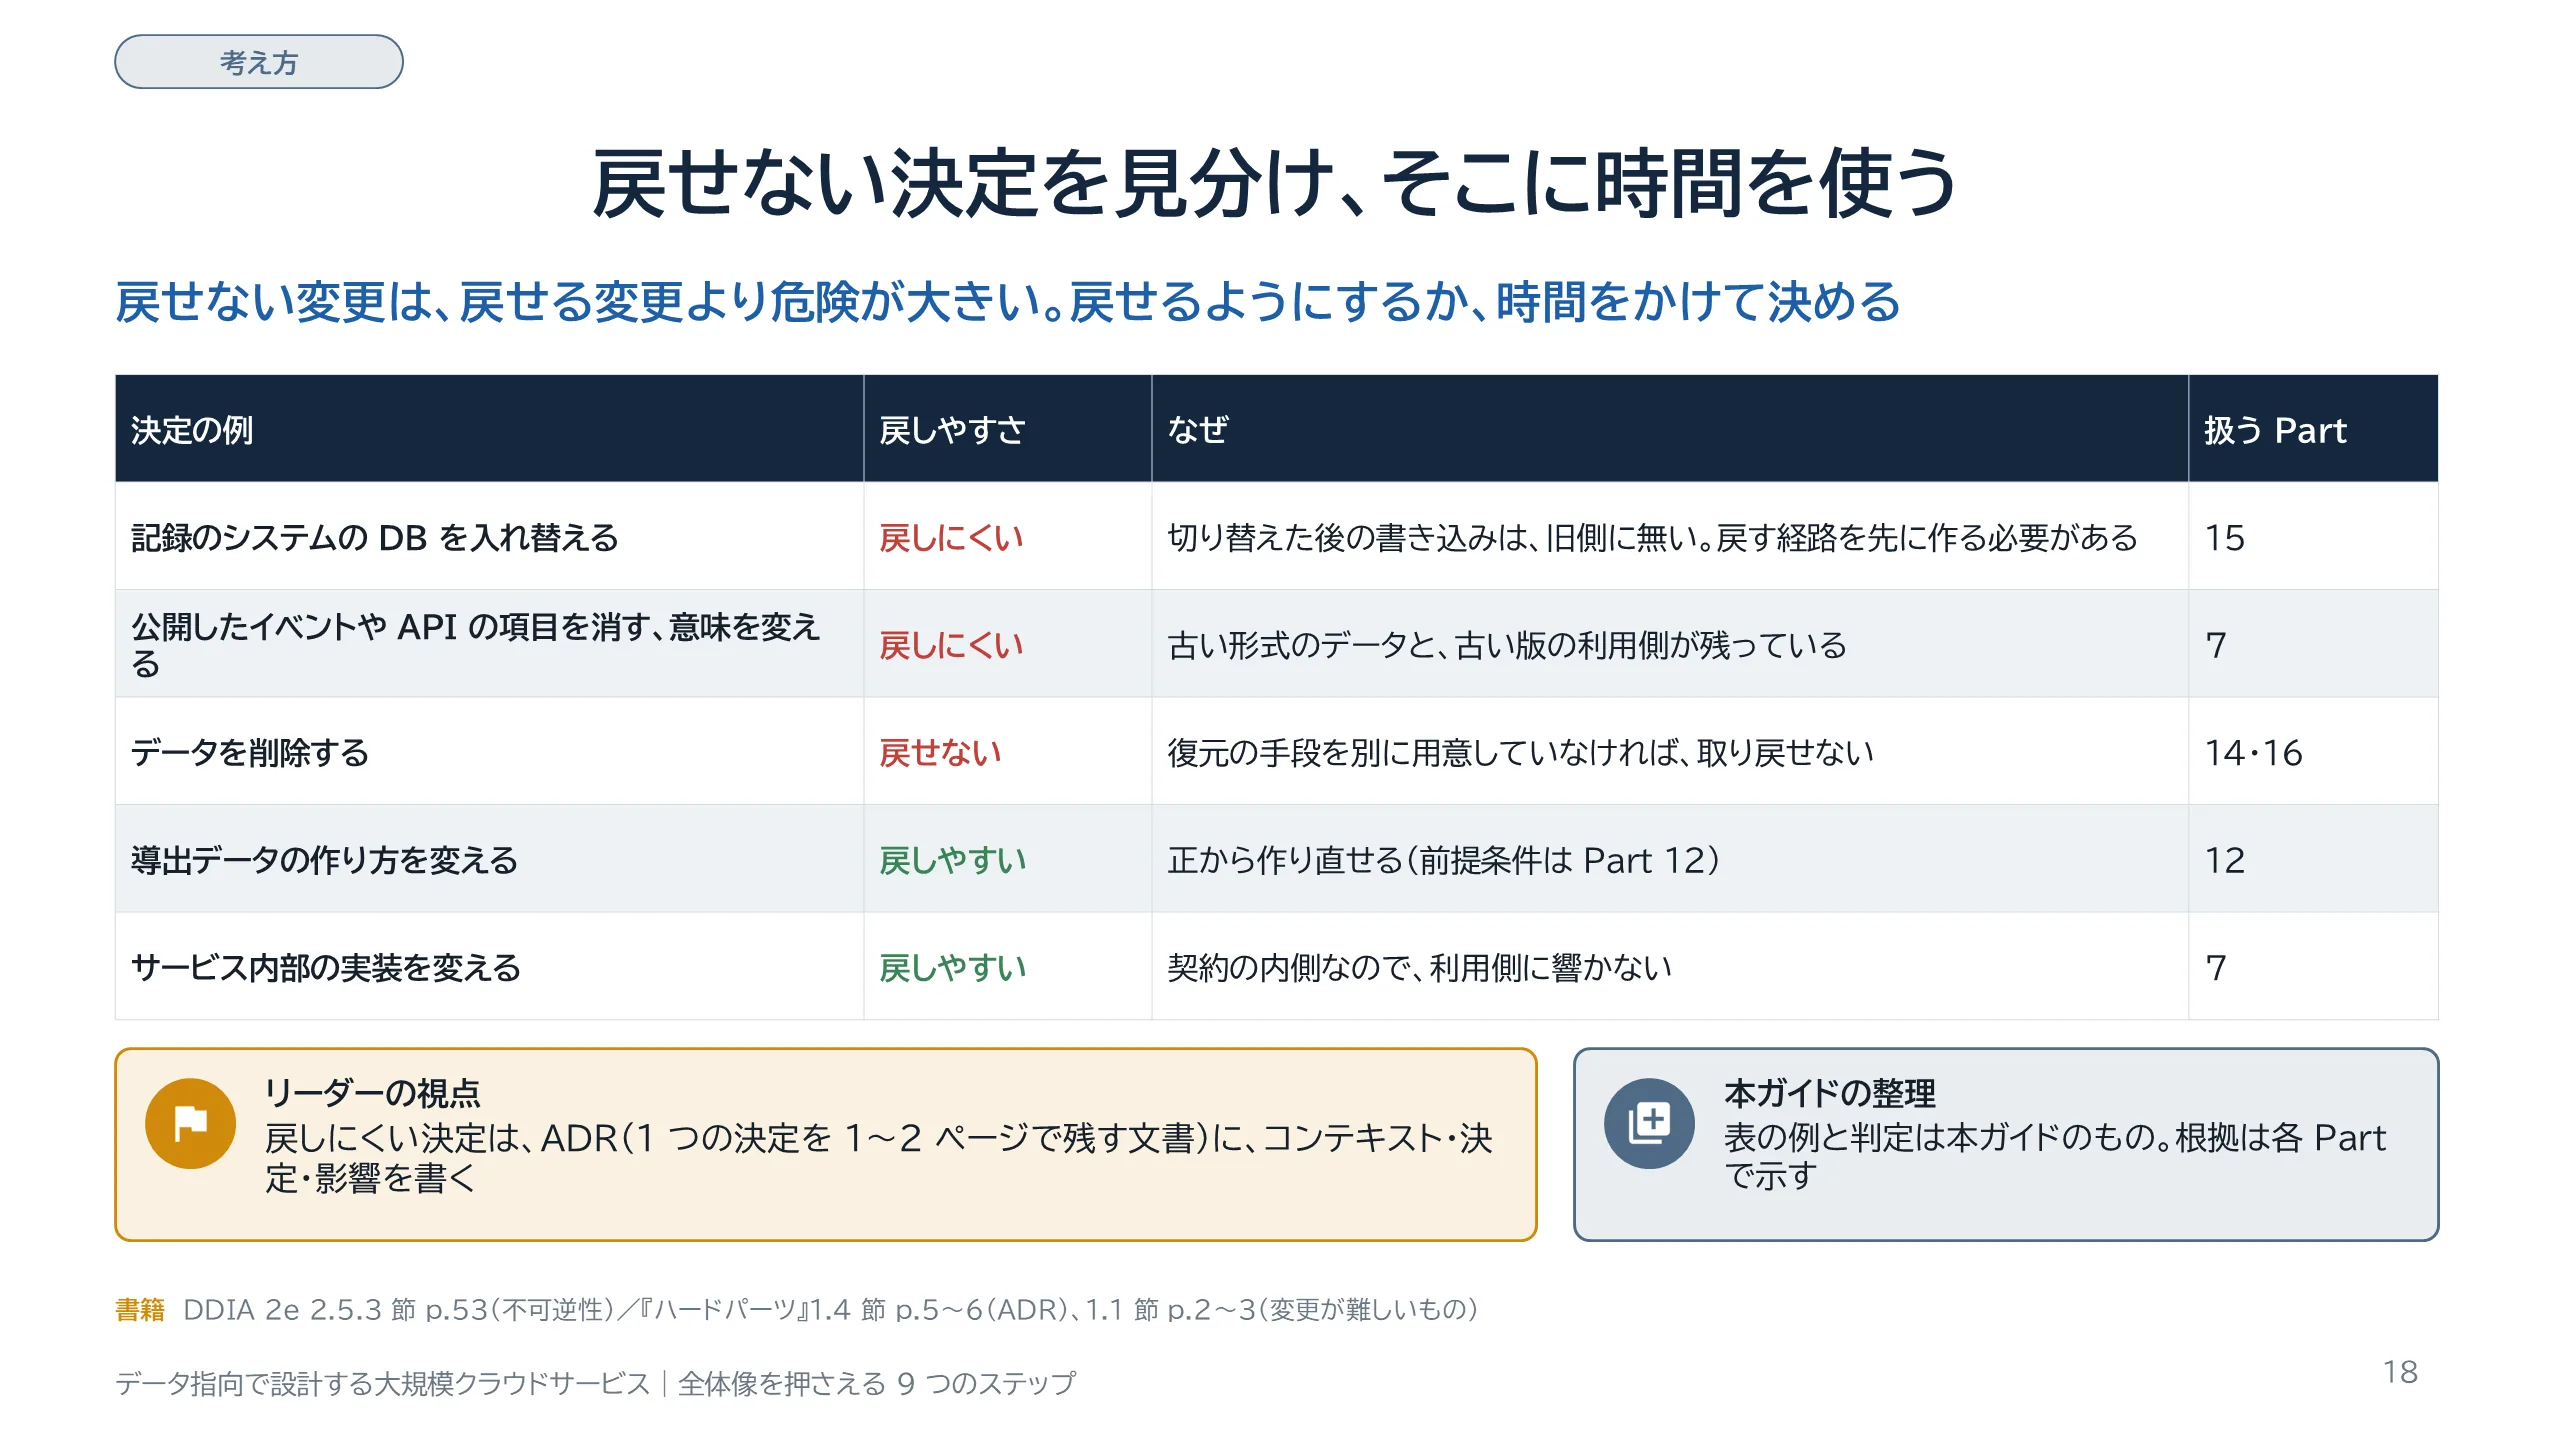 考え方
戻せない決定を見分け、そこに時間を使う
戻せない変更は、戻せる変更より危険が大きい。戻せるようにするか、時間をかけて決める
決定の例 戻しやすさ なぜ 扱う Part
記録のシステムの DB を入れ替える 戻しにくい 切り替えた後の書き込みは、旧側に無い。戻す経路を先に作る必要がある 15
公開したイベントや API の項目を消す、意味を変え
る 戻しにくい 古い形式のデータと、古い版の利用側が残っている 7
データを削除する 戻せない 復元の手段を別に用意していなければ、取り戻せない 14・16
導出データの作り方を変える 戻しやすい 正から作り直せる（前提条件は Part 12） 12
サービス内部の実装を変える 戻しやすい 契約の内側なので、利用側に響かない 7
リーダーの視点
戻しにくい決定は、ADR（1 つの決定を 1～2 ページで残す文書）に、コンテキスト・決
定・影響を書く
本ガイドの整理
表の例と判定は本ガイドのもの。根拠は各 Part
で示す
書籍 DDIA 2e 2.5.3 節 p.53（不可逆性）／『ハードパーツ』1.4 節 p.5～6（ADR）、1.1 節 p.2～3（変更が難しいもの）
データ指向で設計する大規模クラウドサービス｜全体像を押さえる 9 つのステップ
18